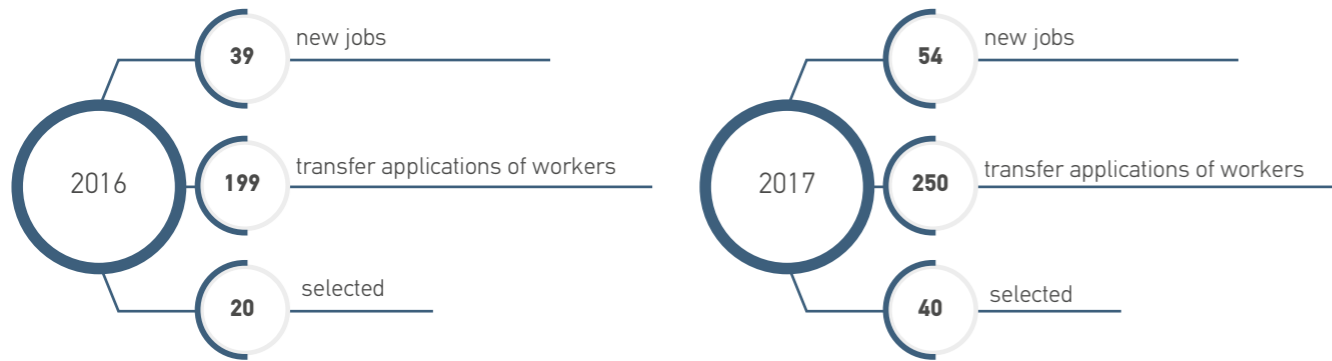 39 new jobs
2016
199 transfer applications of workers
20 selected
54 new jobs
2017
250 transfer applications of workers
40 selected